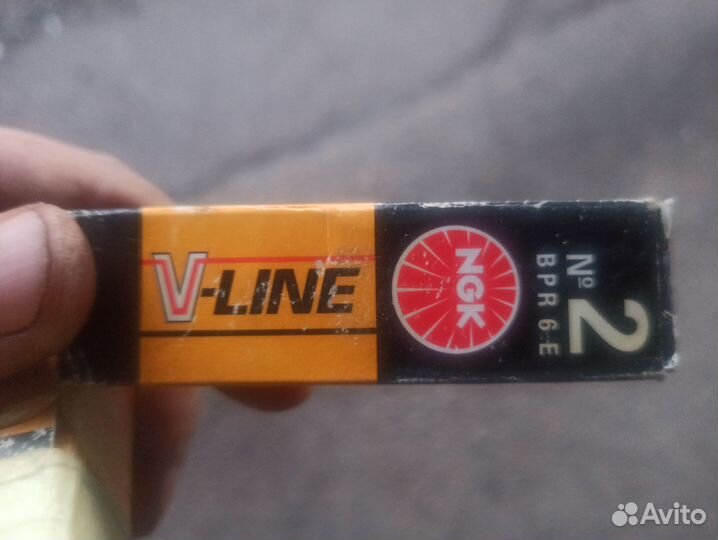 V-LINE
NGK
Nº 2
BPR 6 E
Avito